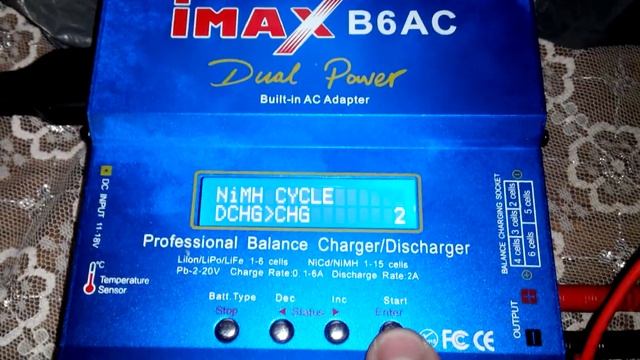 iMAX B6AC
Dual Power
Built-in AC Adapter
DC INPUT 11-18V
NiMH CYCLE
DCHG>CHG 2
Professional Balance Charger/Discharger
LiIon/LiPo/LiFe 1-6 cells NiCd/NiMH 1-15 cells
Pb-2-20V Charge Rate:0.1-6A Discharge Rate:2A
°C
Temperature
Sensor
Batt.Type Dec Inc Start
Stop ◄ Status ► Enter
BALANCE CHARGING SOCKET
2 cells
3 cells
4 cells
5 cells
6 cells
OUTPUT
FC CE